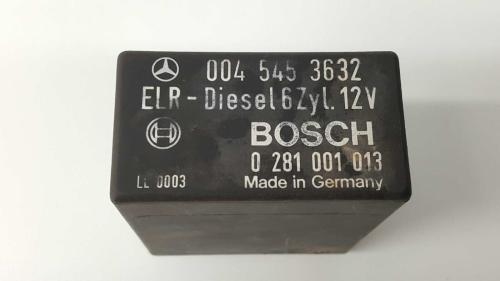 004 545 3632
ELR-Diesel 6Zyl. 12V
BOSCH
0 281 001 013
LL 0003 Made in Germany